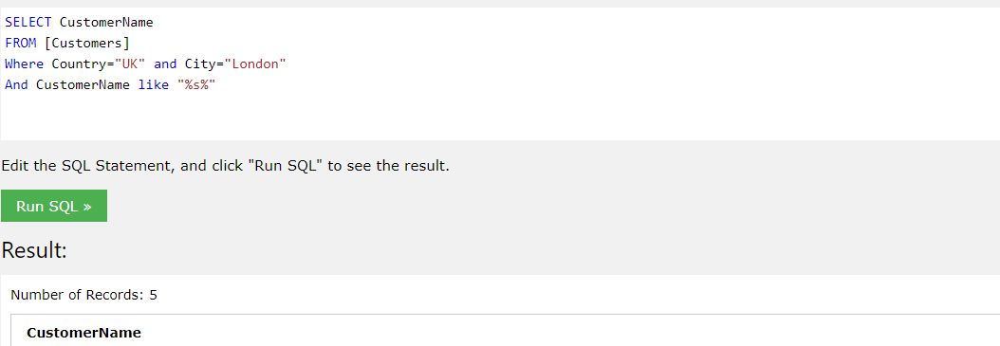 SELECT CustomerName
FROM [Customers]
Where Country="UK" and City="London"
And CustomerName like "%s%"
Edit the SQL Statement, and click "Run SQL" to see the result.
Run SQL »
Result:
Number of Records: 5
CustomerName